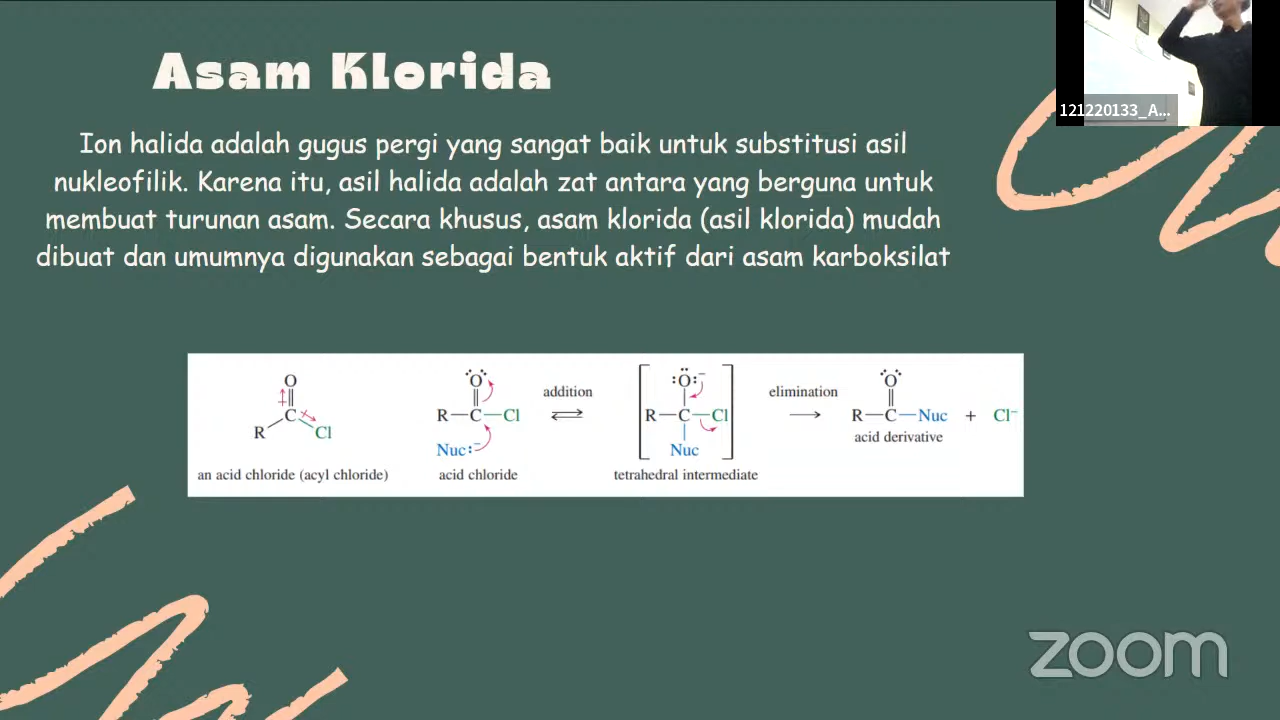 Asam Klorida
121220133_A...
Ion halida adalah gugus pergi yang sangat baik untuk substitusi asil
nukleofilik. Karena itu, asil halida adalah zat antara yang berguna untuk
membuat turunan asam. Secara khusus, asam klorida (asil klorida) mudah
dibuat dan umumnya digunakan sebagai bentuk aktif dari asam karboksilat
O
C
R
Cl
an acid chloride (acyl chloride)
O
R—C—Cl
Nuc:⁻
acid chloride
addition
:O:⁻
R—C—Cl
Nuc
tetrahedral intermediate
elimination
O
R—C—Nuc + Cl⁻
acid derivative
zoom